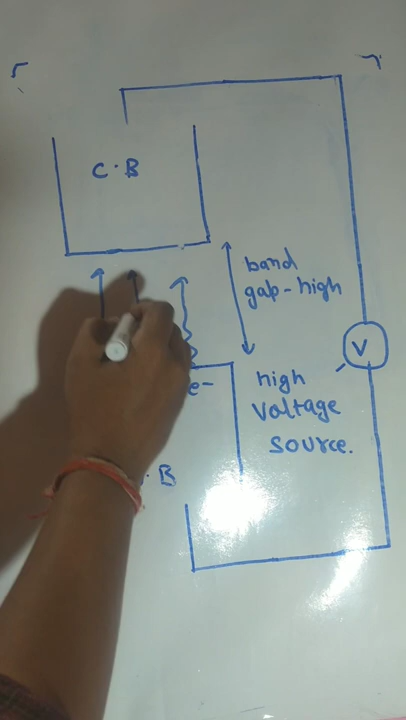 C·B
band
gap-high
V
e-
high
voltage
source.
· B